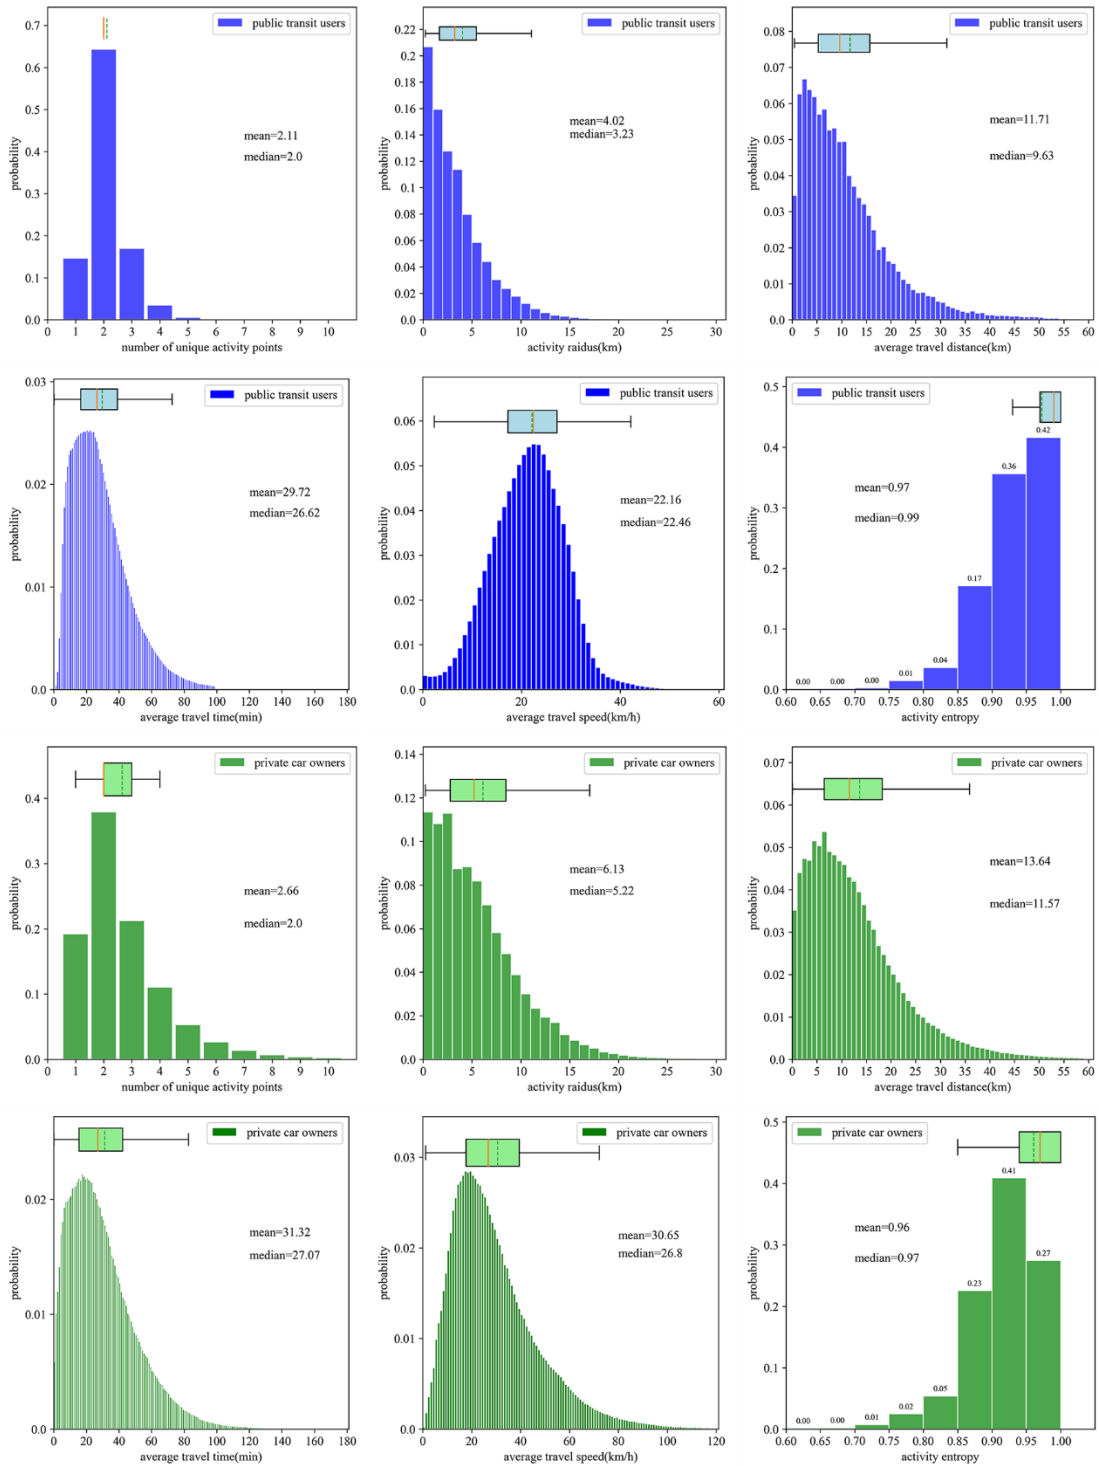 public transit users
mean=2.11
median=2.0
probability
0.0
0.1
0.2
0.3
0.4
0.5
0.6
0.7
0 1 2 3 4 5 6 7 8 9 10
number of unique activity points
public transit users
mean=4.02
median=3.23
probability
0.00
0.02
0.04
0.06
0.08
0.10
0.12
0.14
0.16
0.18
0.2
0.22
0 5 10 15 20 25 30
activity raidus(km)
public transit users
mean=11.71
median=9.63
probability
0.00
0.01
0.02
0.03
0.04
0.05
0.06
0.07
0.08
0 5 10 15 20 25 30 35 40 45 50 55 60
average travel distance(km)
public transit users
mean=29.72
median=26.62
probability
0.0
0.01
0.02
0.03
0 20 40 60 80 100 120 140 160 180
average travel time(min)
public transit users
mean=22.16
median=22.46
probability
0.0
0.01
0.02
0.03
0.04
0.05
0.06
0 10 20 30 40 60
average travel speed(km/h)
public transit users
mean=0.97
median=0.99
0.00 0.00 0.00 0.01 0.04 0.17 0.36 0.42
probability
0.0
0.1
0.2
0.3
0.4
0.5
0.60 0.65 0.70 0.75 0.80 0.85 0.90 0.95 1.00
activity entropy
private car owners
mean=2.66
median=2.0
probability
0.0
0.1
0.2
0.3
0.4
0 1 2 3 4 5 6 7 8 9 10
number of unique activity points
private car owners
mean=6.13
median=5.22
probability
0.0
0.02
0.04
0.06
0.08
0.1
0.12
0.14
0 5 10 15 20 25 30
activity raidus(km)
private car owners
mean=13.64
median=11.57
probability
0.00
0.01
0.02
0.03
0.04
0.05
0.06
0.07
0 5 10 15 20 25 30 35 40 45 50 55 60
average travel distance(km)
private car owners
mean=31.32
median=27.07
probability
0.0
0.01
0.02
0 20 40 60 80 100 120 140 160 180
average travel time(min)
private car owners
mean=30.65
median=26.8
probability
0.00
0.01
0.02
0.03
0 20 40 60 80 100 120
average travel speed(km/h)
private car owners
mean=0.96
median=0.97
0.00 0.00 0.01 0.02 0.05 0.23 0.41 0.27
probability
0.0
0.1
0.2
0.3
0.4
0.5
0.60 0.65 0.70 0.75 0.80 0.85 0.90 0.95 1.00
activity entropy